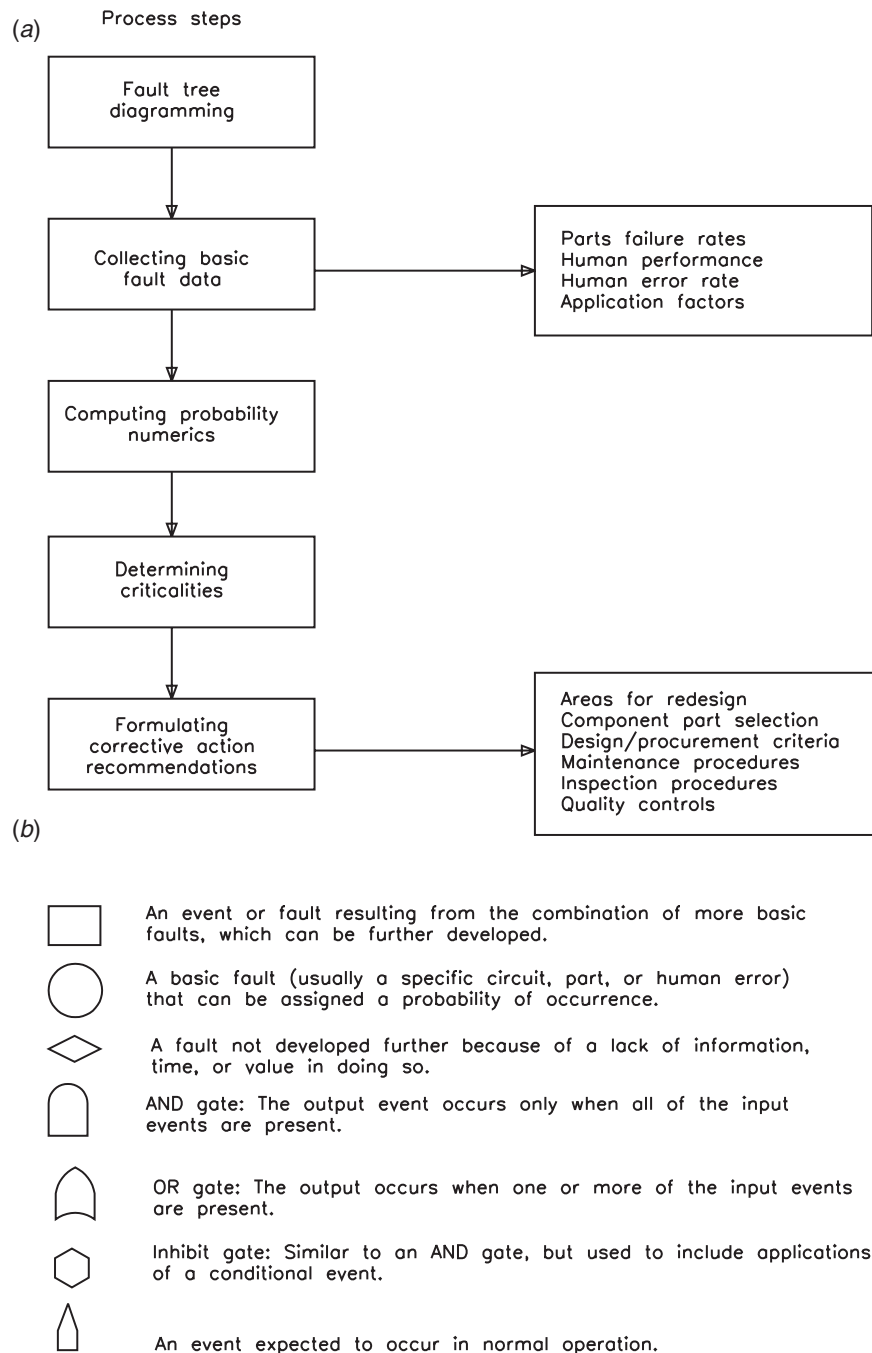 (a)
Process steps
Fault tree
diagramming
Collecting basic
fault data
Parts failure rates
Human performance
Human error rate
Application factors
Computing probability
numerics
Determining
criticalities
Formulating
corrective action
recommendations
Areas for redesign
Component part selection
Design/procurement criteria
Maintenance procedures
Inspection procedures
Quality controls
(b)
An event or fault resulting from the combination of more basic
faults, which can be further developed.
A basic fault (usually a specific circuit, part, or human error)
that can be assigned a probability of occurrence.
A fault not developed further because of a lack of information,
time, or value in doing so.
AND gate: The output event occurs only when all of the input
events are present.
OR gate: The output occurs when one or more of the input events
are present.
Inhibit gate: Similar to an AND gate, but used to include applications
of a conditional event.
An event expected to occur in normal operation.